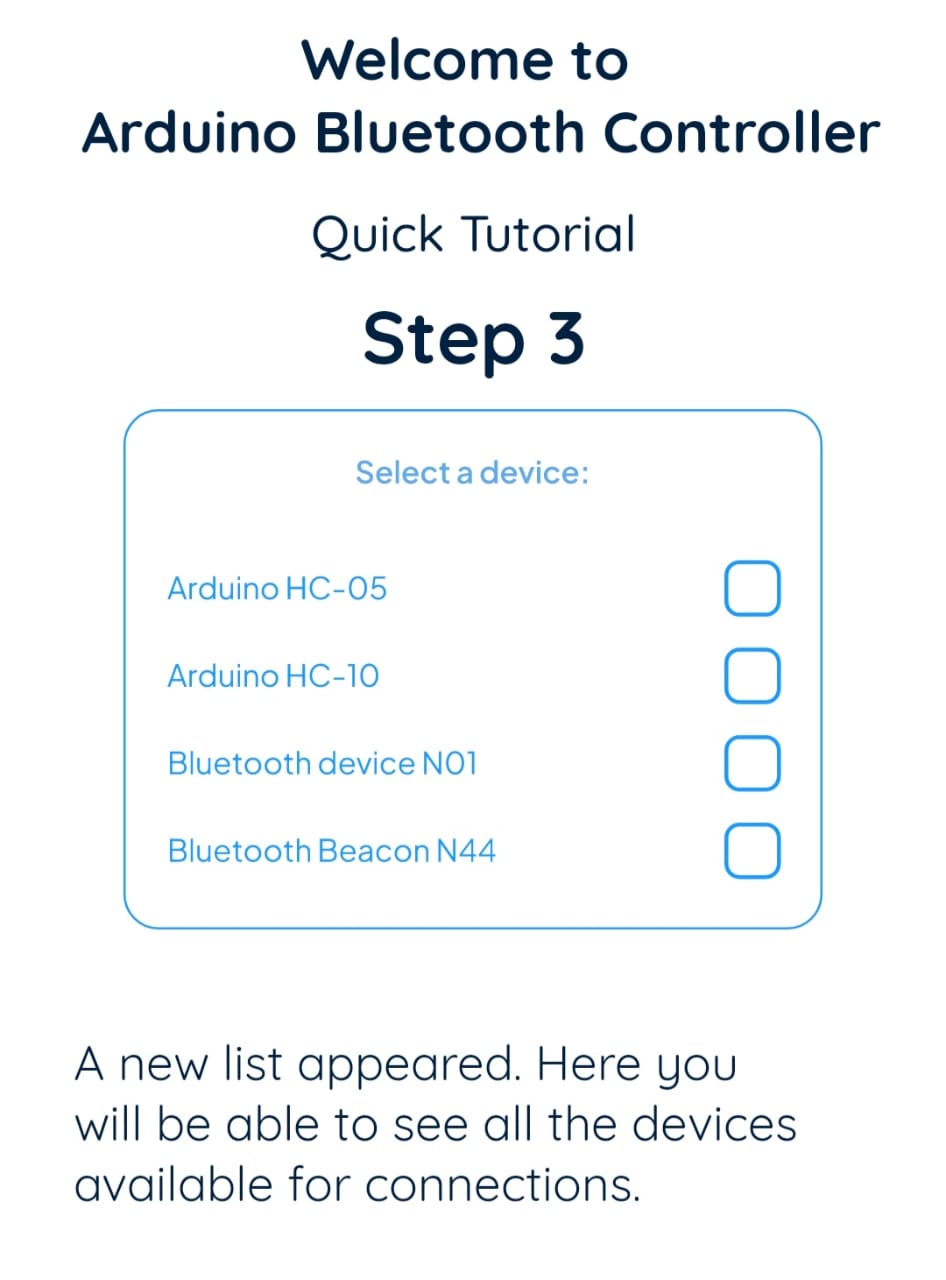 Welcome to
Arduino Bluetooth Controller
Quick Tutorial
Step 3
Select a device:
Arduino HC-05
Arduino HC-10
Bluetooth device N01
Bluetooth Beacon N44
A new list appeared. Here you
will be able to see all the devices
available for connections.